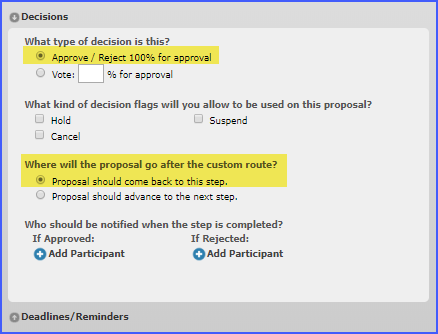 Decisions
What type of decision is this?
Approve / Reject 100% for approval
Vote: % for approval
What kind of decision flags will you allow to be used on this proposal?
Hold Suspend
Cancel
Where will the proposal go after the custom route?
Proposal should come back to this step.
Proposal should advance to the next step.
Who should be notified when the step is completed?
If Approved: If Rejected:
Add Participant Add Participant
Deadlines/Reminders